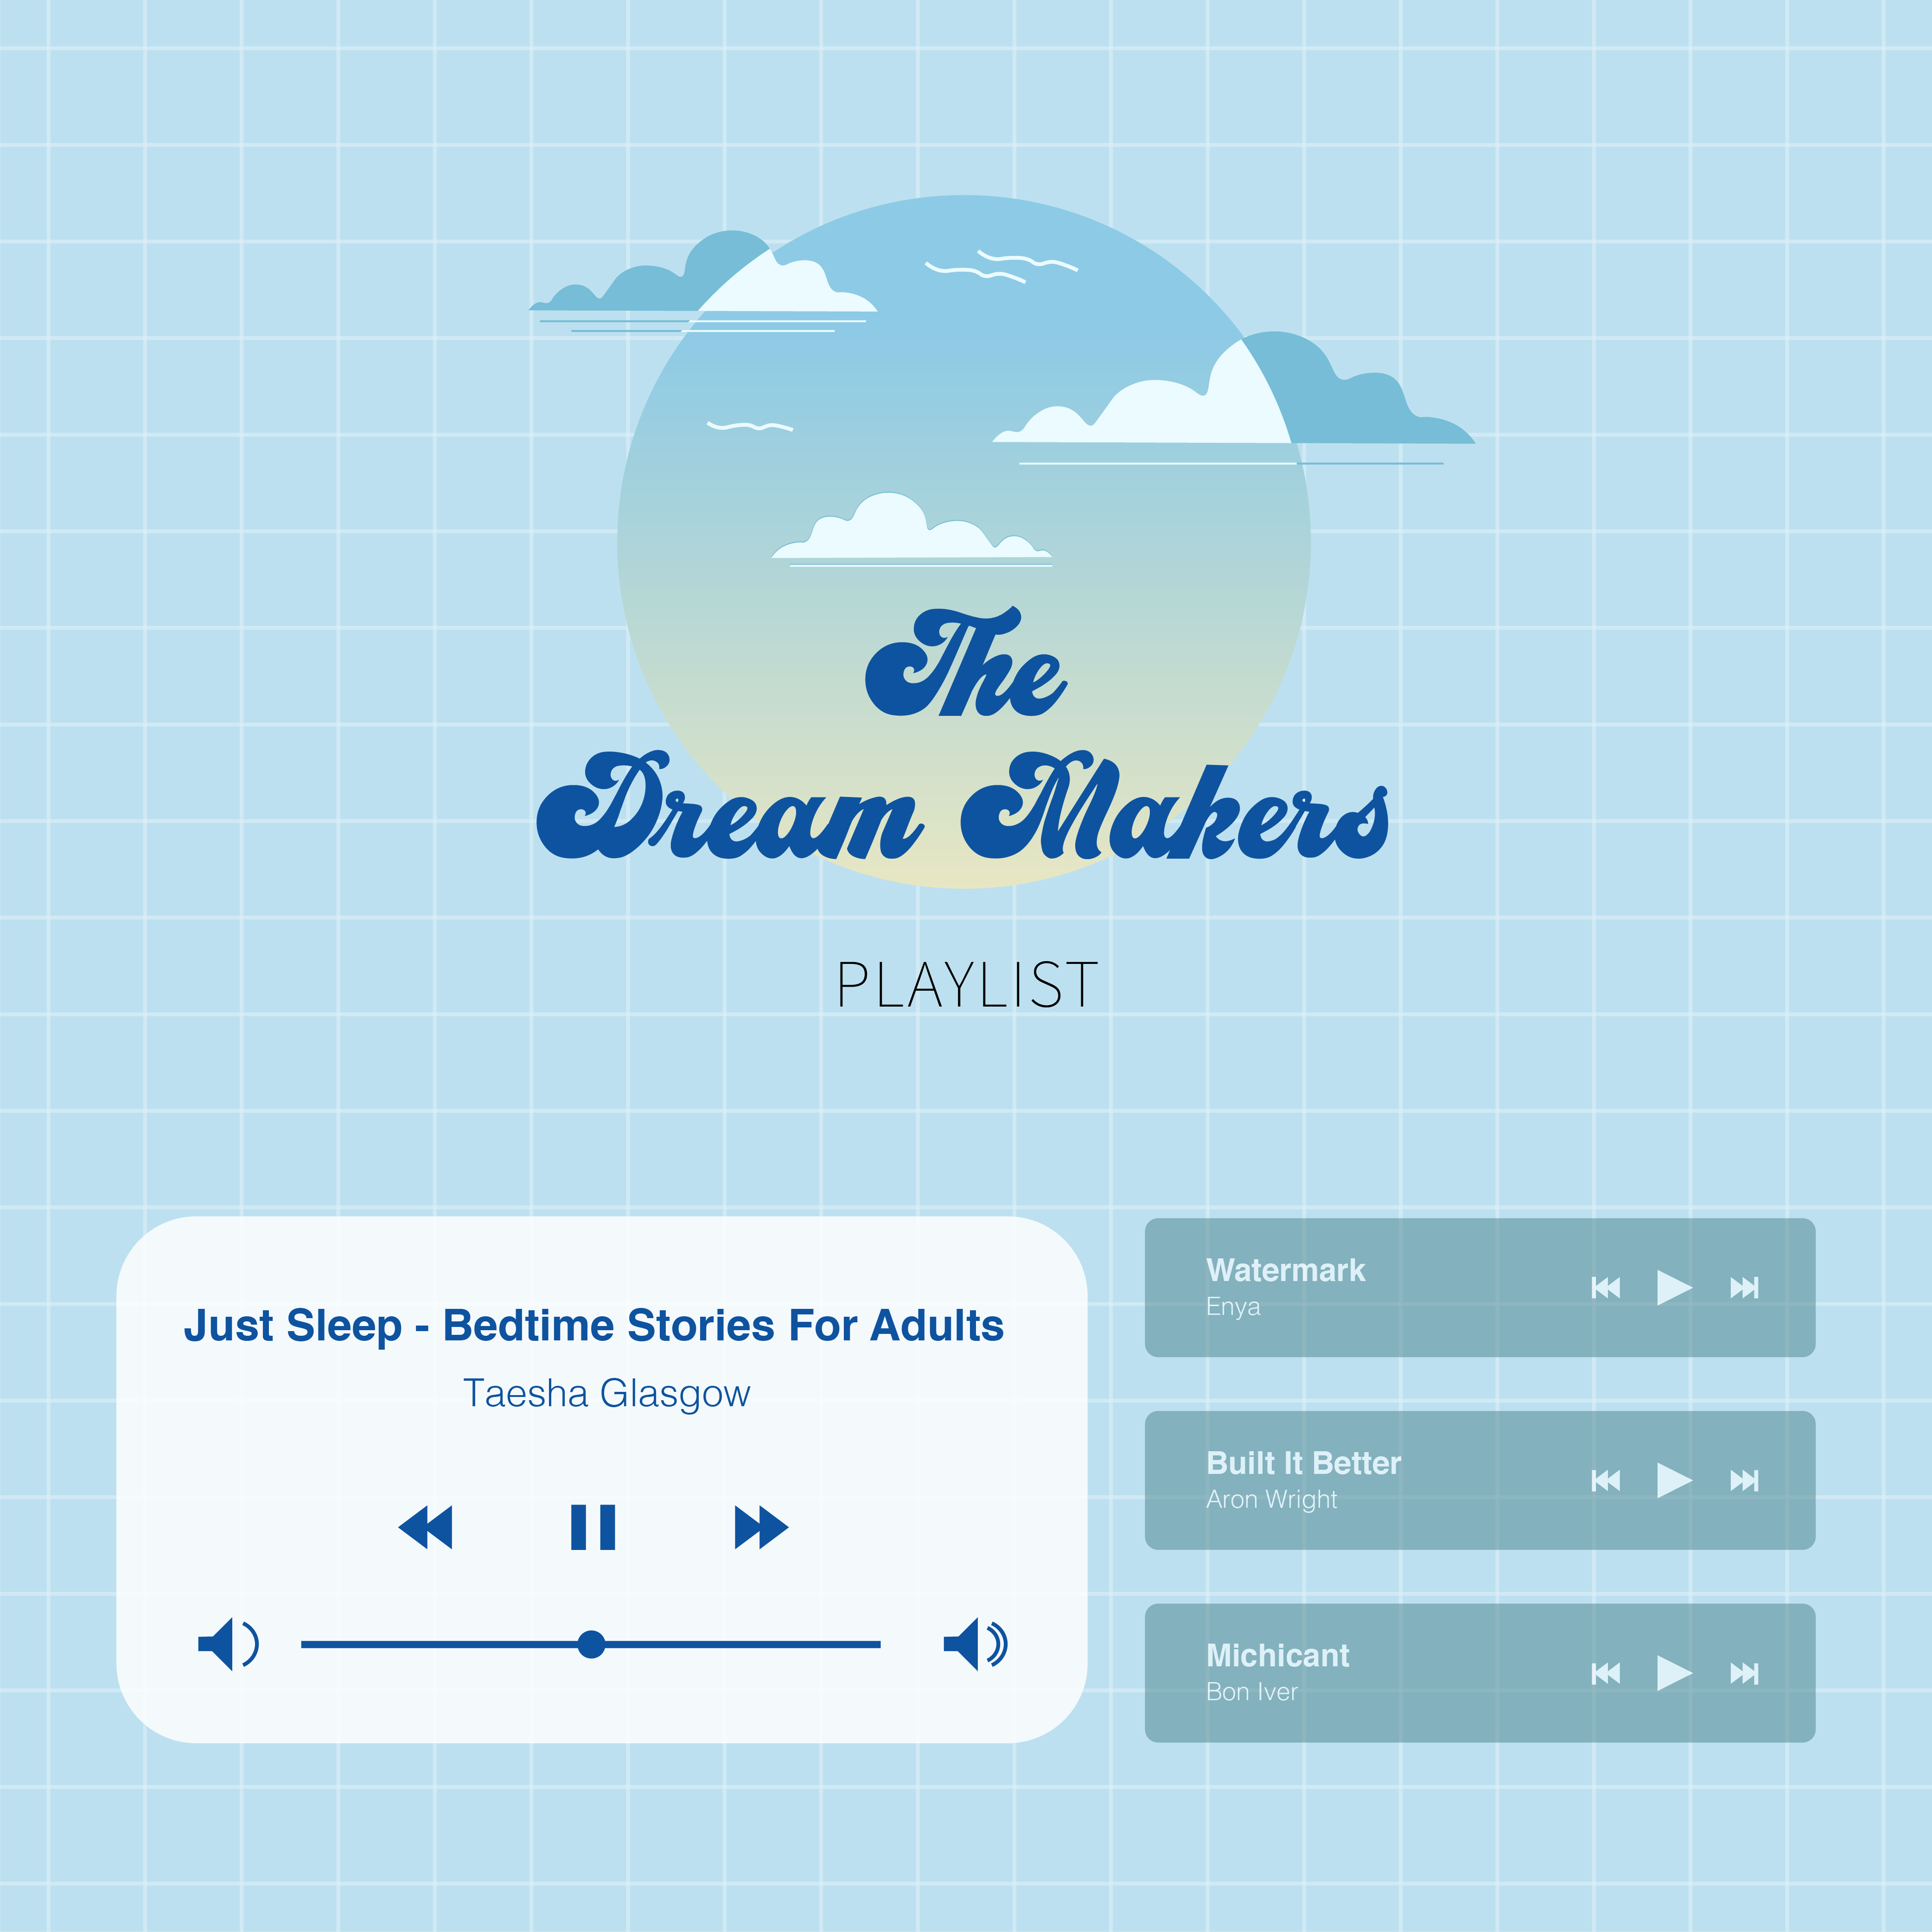 The
Dream Makers
PLAYLIST
Just Sleep - Bedtime Stories For Adults
Taesha Glasgow
Watermark
Enya
Built It Better
Aron Wright
Michicant
Bon Iver